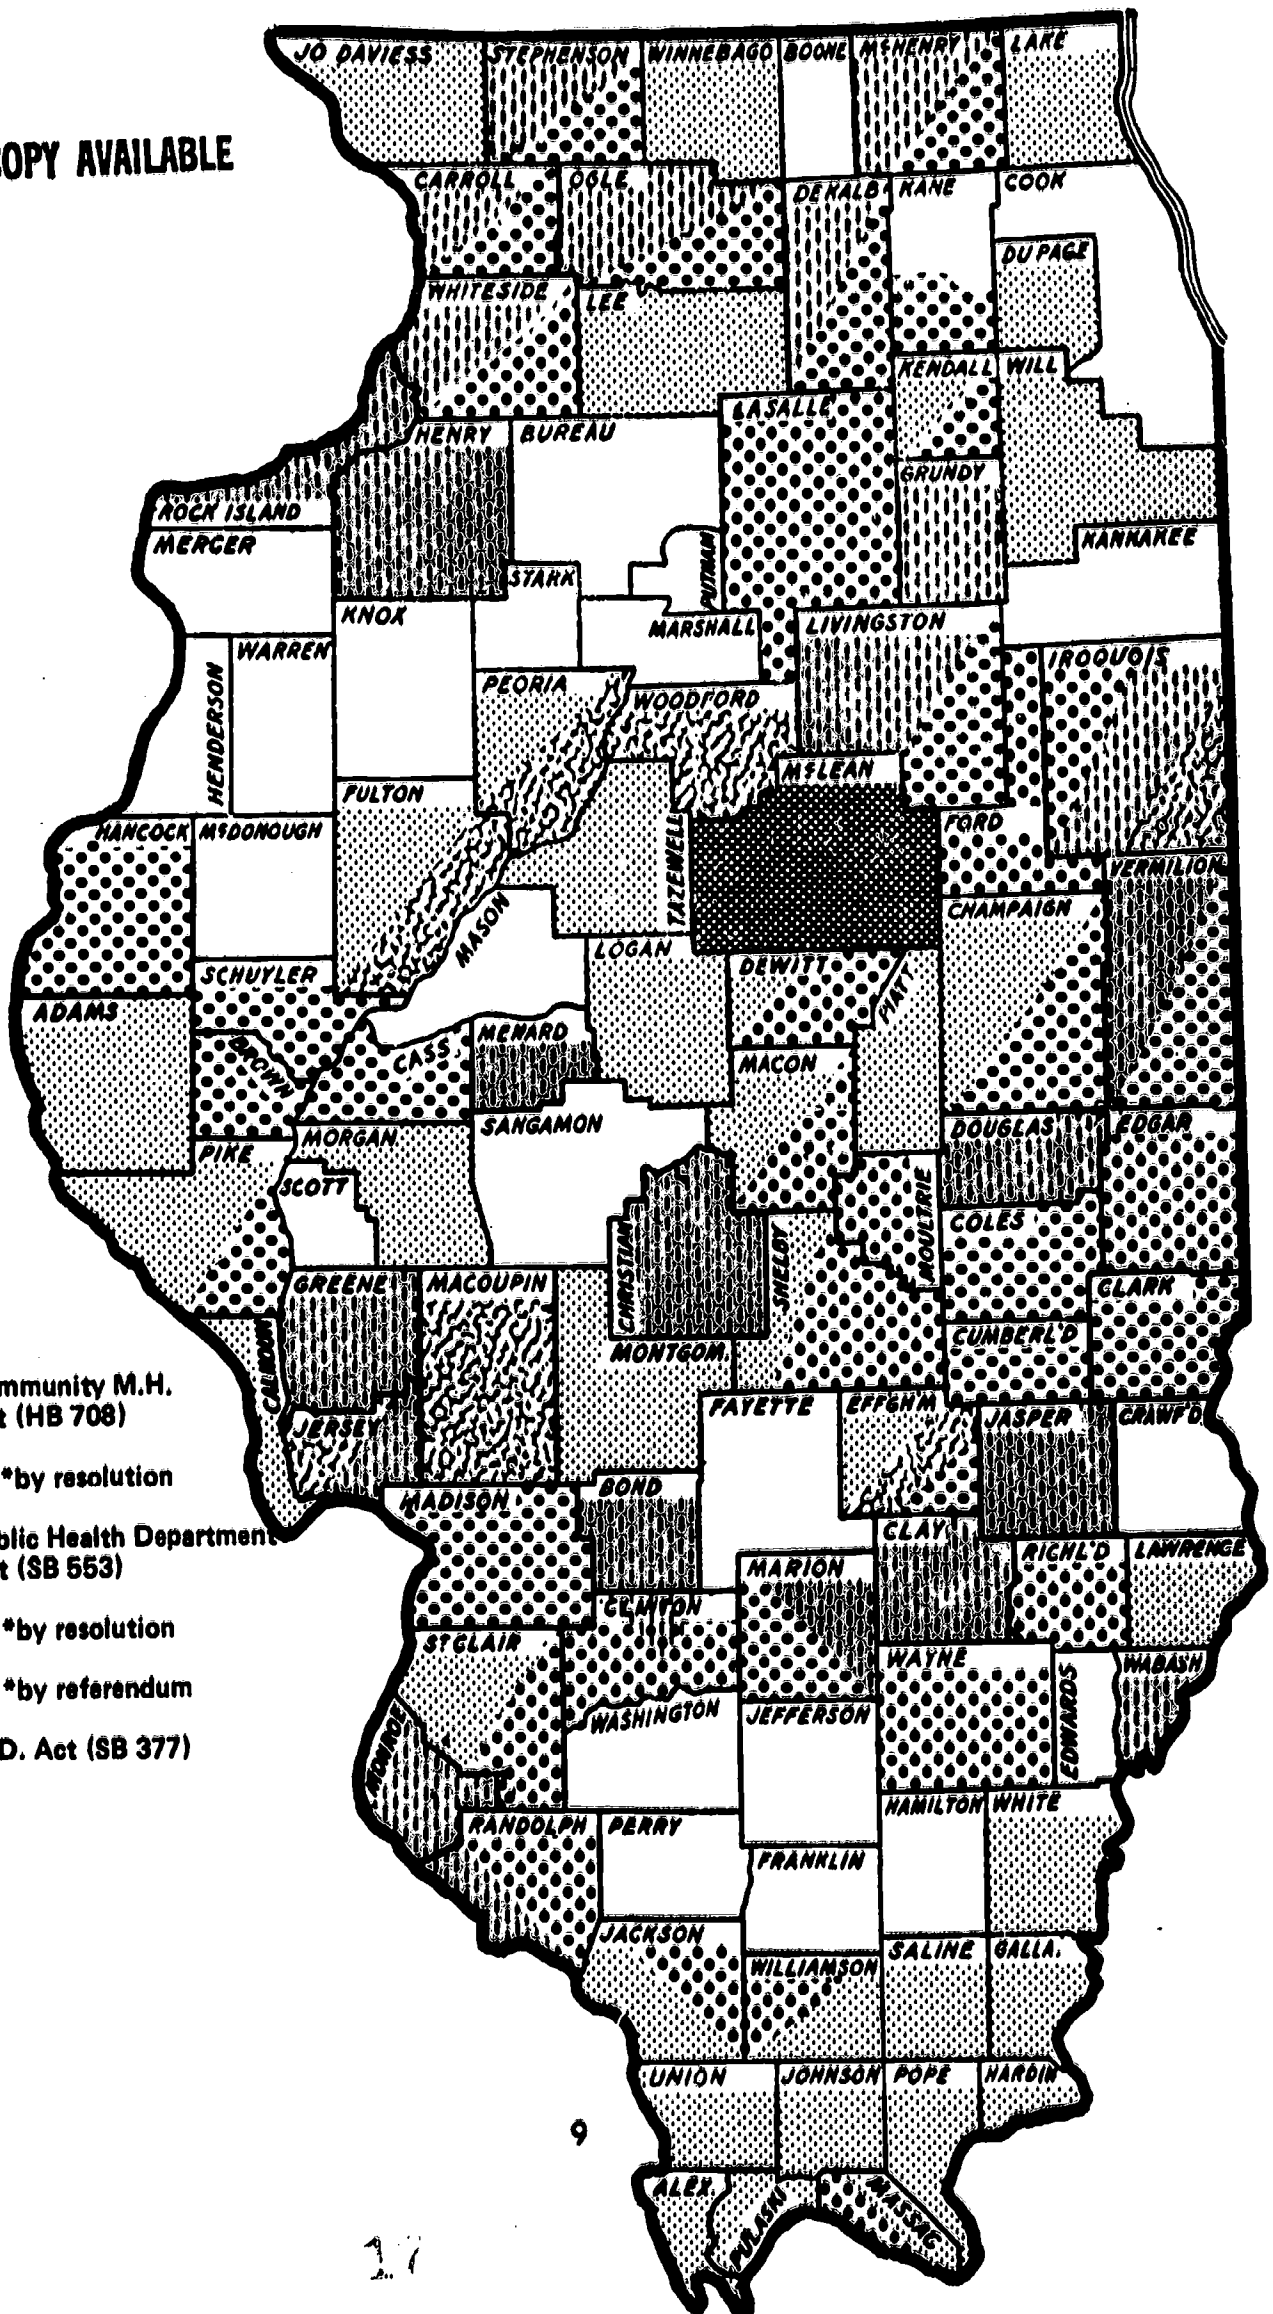 OPY AVAILABLE
JO DAVIESS
STEPHENSON
WINNEBAGO
BOONE
McHENRY
LAKE
CARROLL
OGLE
DEKALB
KANE
COOK
DU PAGE
WHITESIDE
LEE
KENDALL
WILL
LASALLE
HENRY
BUREAU
GRUNDY
ROCK ISLAND
MERCER
KANKAKEE
PUTNAM
STARK
KNOX
MARSHALL
LIVINGSTON
WARREN
HENDERSON
PEORIA
WOODFORD
IROQUOIS
McLEAN
FULTON
HANCOCK
McDONOUGH
TAZEWELL
FORD
VERMILION
MASON
CHAMPAIGN
LOGAN
DEWITT
PIATT
SCHUYLER
ADAMS
BROWN
CASS
MENARD
MACON
SANGAMON
DOUGLAS
EDGAR
PIKE
MORGAN
SCOTT
MOULTRIE
COLES
CHRISTIAN
SHELBY
GREENE
MACOUPIN
CLARK
CALHOUN
MONTGOM.
CUMBERL'D
mmunity M.H.
t (HB 708)
JERSEY
FAYETTE
EFFGHM
JASPER
CRAWF'D
*by resolution
MADISON
BOND
blic Health Department
t (SB 553)
CLAY
RICHL'D
LAWRENCE
MARION
CLINTON
*by resolution
ST CLAIR
WAYNE
EDWARDS
WABASH
*by referendum
WASHINGTON
JEFFERSON
MONROE
D. Act (SB 377)
HAMILTON
WHITE
RANDOLPH
PERRY
FRANKLIN
JACKSON
WILLIAMSON
SALINE
GALLA.
UNION
JOHNSON
POPE
HARDIN
9
ALEX.
PULASKI
MASSAC
17